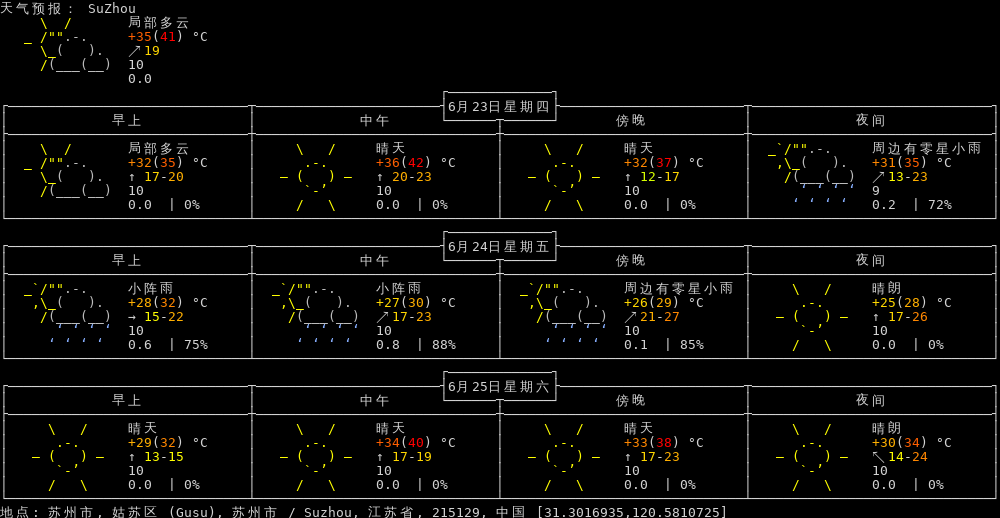 天气预报: SuZhou
局部多云
+35(41) °C
↗19
10
0.0
6月23日星期四
早上 中午 傍晚 夜间
局部多云 晴天 晴天 周边有零星小雨
+32(35) °C +36(42) °C +32(37) °C +31(35) °C
↑ 17-20 ↑ 20-23 ↑ 12-17 ↗13-23
10 10 10 9
0.0 | 0% 0.0 | 0% 0.0 | 0% 0.2 | 72%
6月24日星期五
早上 中午 傍晚 夜间
小阵雨 小阵雨 周边有零星小雨 晴朗
+28(32) °C +27(30) °C +26(29) °C +25(28) °C
→ 15-22 ↗17-23 ↗21-27 ↑ 17-26
10 10 10 10
0.6 | 75% 0.8 | 88% 0.1 | 85% 0.0 | 0%
6月25日星期六
早上 中午 傍晚 夜间
晴天 晴天 晴天 晴朗
+29(32) °C +34(40) °C +33(38) °C +30(34) °C
↑ 13-15 ↑ 17-19 ↑ 17-23 ↖14-24
10 10 10 10
0.0 | 0% 0.0 | 0% 0.0 | 0% 0.0 | 0%
地点: 苏州市, 姑苏区 (Gusu), 苏州市 / Suzhou, 江苏省, 215129, 中国 [31.3016935,120.5810725]